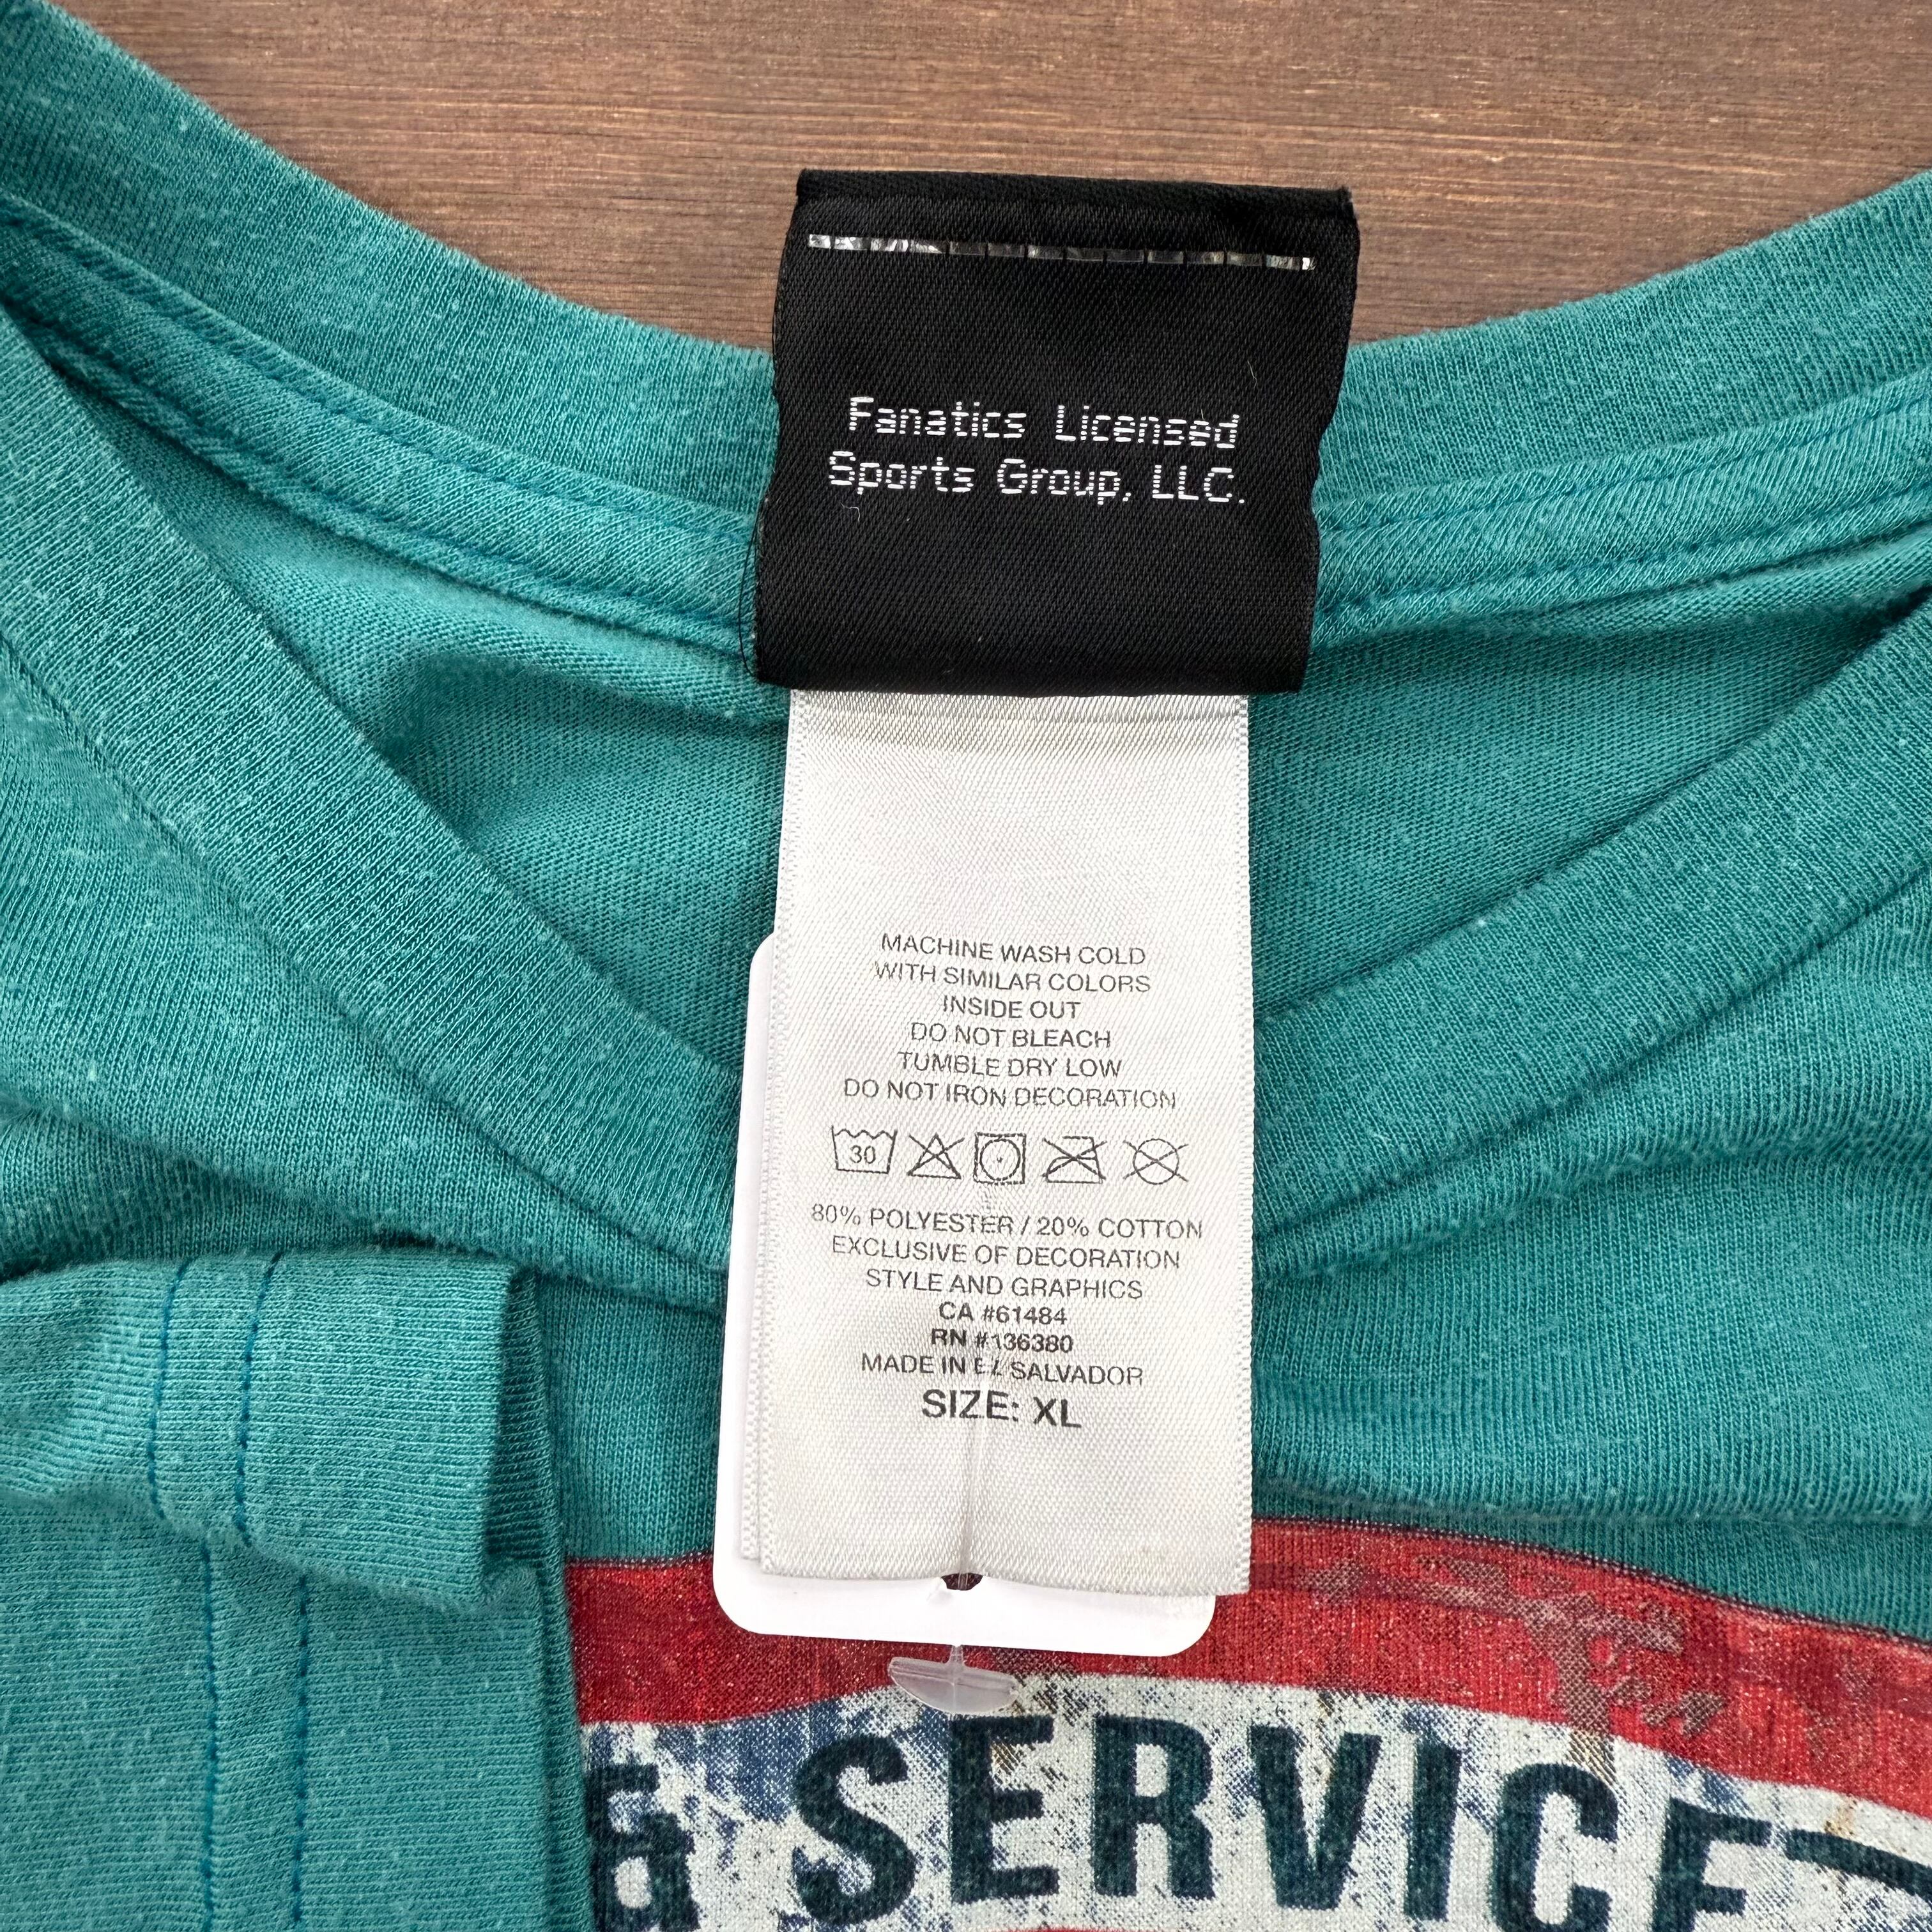 Fanatics Licensed
Sports Group, LLC.
MACHINE WASH COLD
WITH SIMILAR COLORS
INSIDE OUT
DO NOT BLEACH
TUMBLE DRY LOW
DO NOT IRON DECORATION
30
80% POLYESTER / 20% COTTON
EXCLUSIVE OF DECORATION
STYLE AND GRAPHICS
CA #61484
RN #136380
MADE IN EL SALVADOR
SIZE: XL
& SERVICE